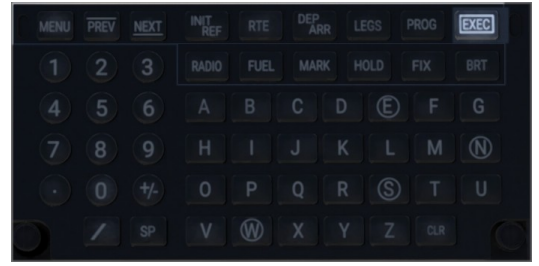 MENU PREV NEXT INIT REF RTE DEP ARR LEGS PROG EXEC
1 2 3 RADIO FUEL MARK HOLD FIX BRT
4 5 6 A B C D E F G
7 8 9 H I J K L M N
. 0 +/- O P Q R S T U
/ SP V W X Y Z CLR